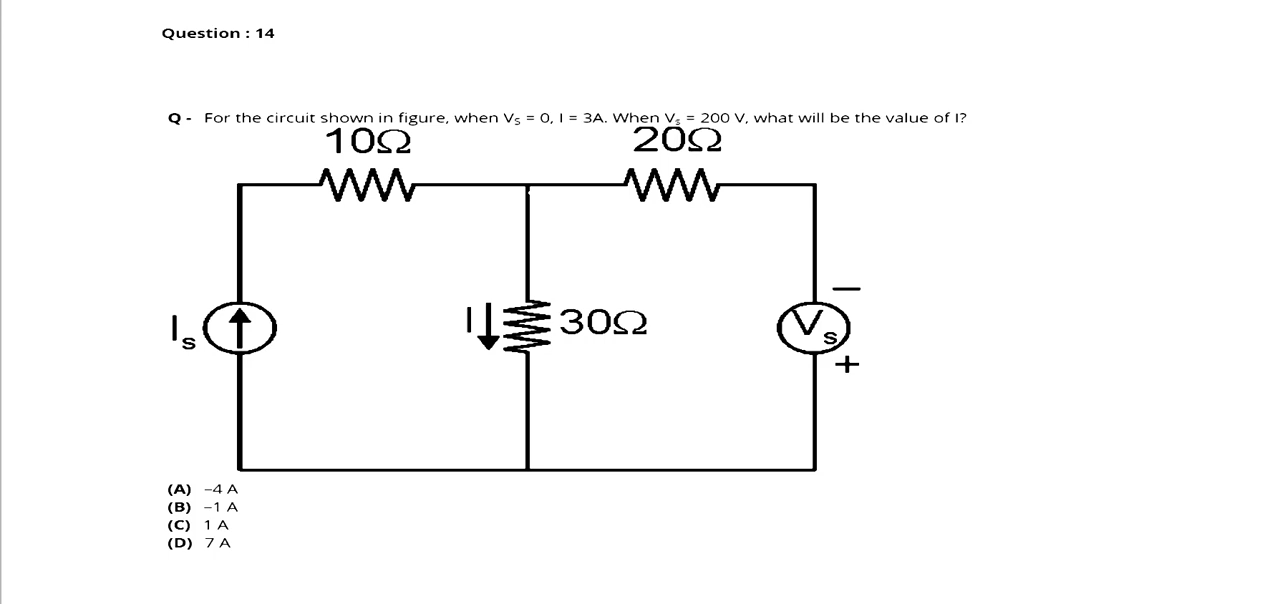 Question : 14
Q - For the circuit shown in figure, when Vs = 0, I = 3A. When Vs = 200 V, what will be the value of I?
10Ω 20Ω
Is I 30Ω Vs
−
+
(A) −4 A
(B) −1 A
(C) 1 A
(D) 7 A